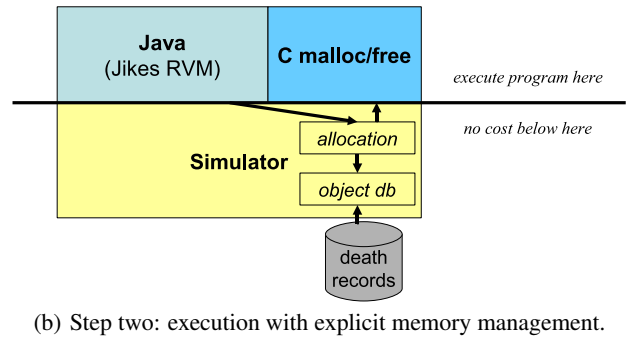 Java
(Jikes RVM)
C malloc/free
execute program here
no cost below here
allocation
Simulator
object db
death
records
(b) Step two: execution with explicit memory management.